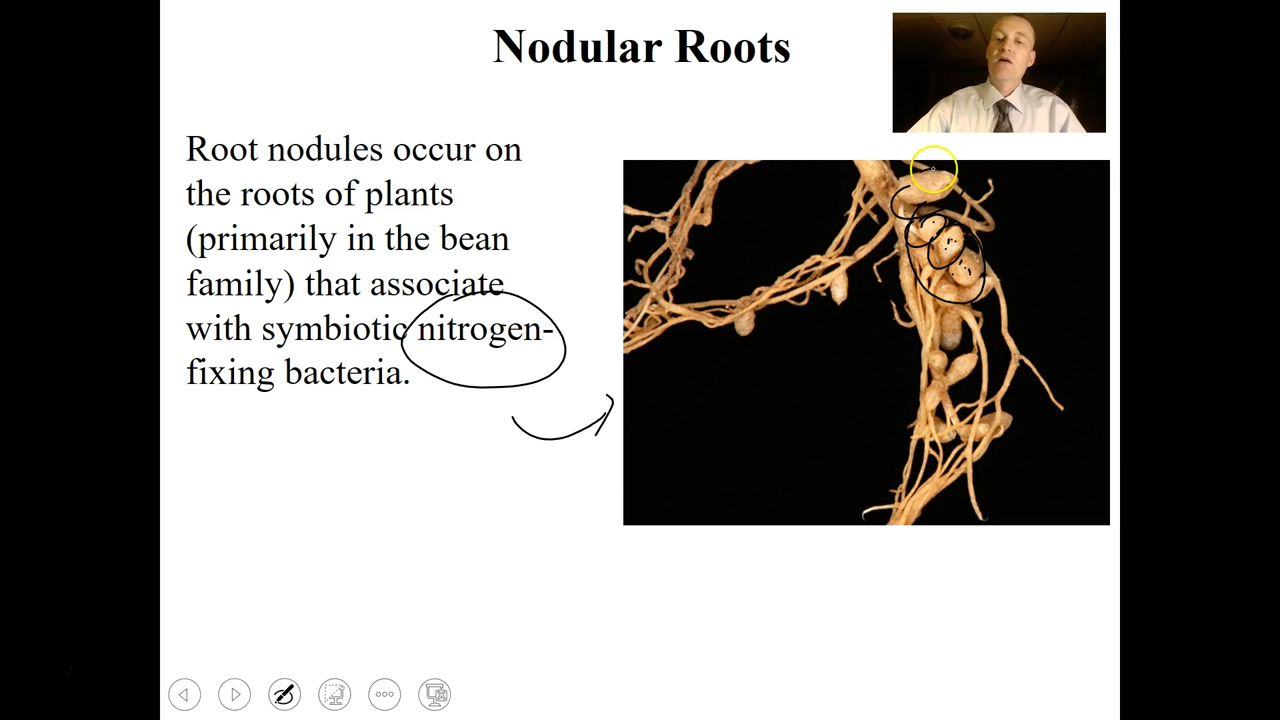 Nodular Roots
Root nodules occur on
the roots of plants
(primarily in the bean
family) that associate
with symbiotic nitrogen-
fixing bacteria.